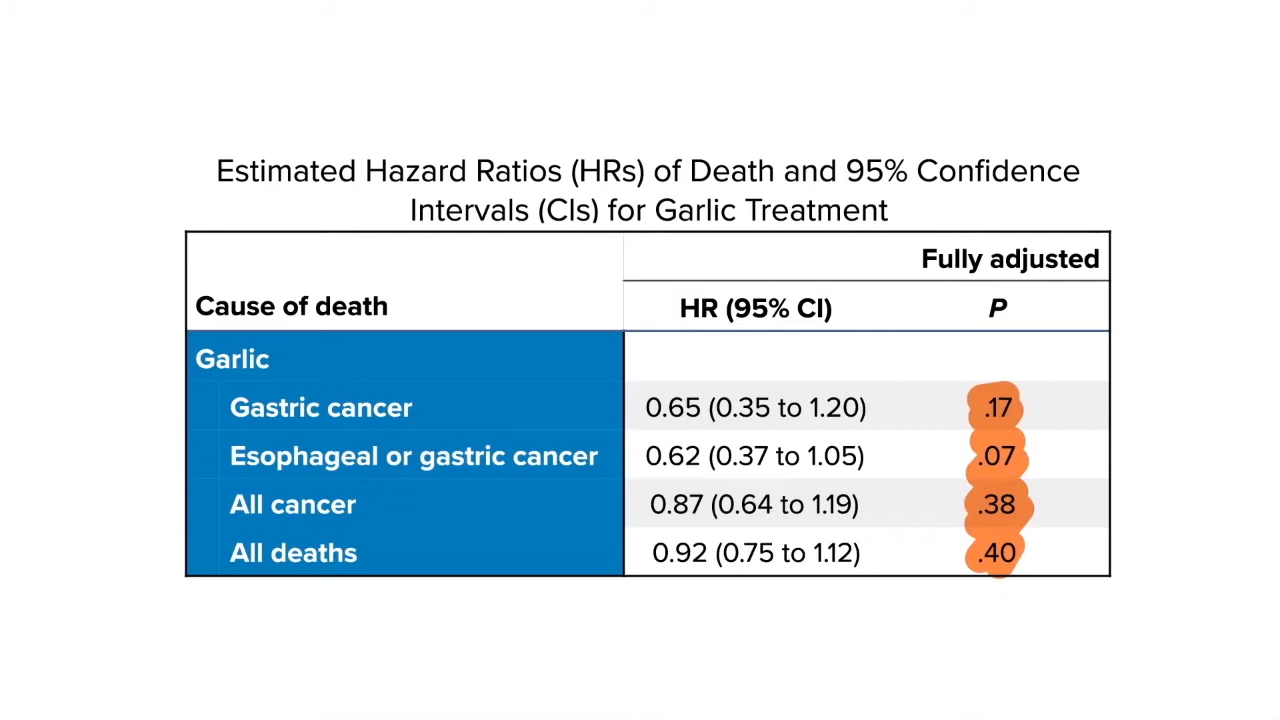 Estimated Hazard Ratios (HRs) of Death and 95% Confidence
Intervals (CIs) for Garlic Treatment
Fully adjusted
Cause of death HR (95% CI) P
Garlic
Gastric cancer 0.65 (0.35 to 1.20) .17
Esophageal or gastric cancer 0.62 (0.37 to 1.05) .07
All cancer 0.87 (0.64 to 1.19) .38
All deaths 0.92 (0.75 to 1.12) .40